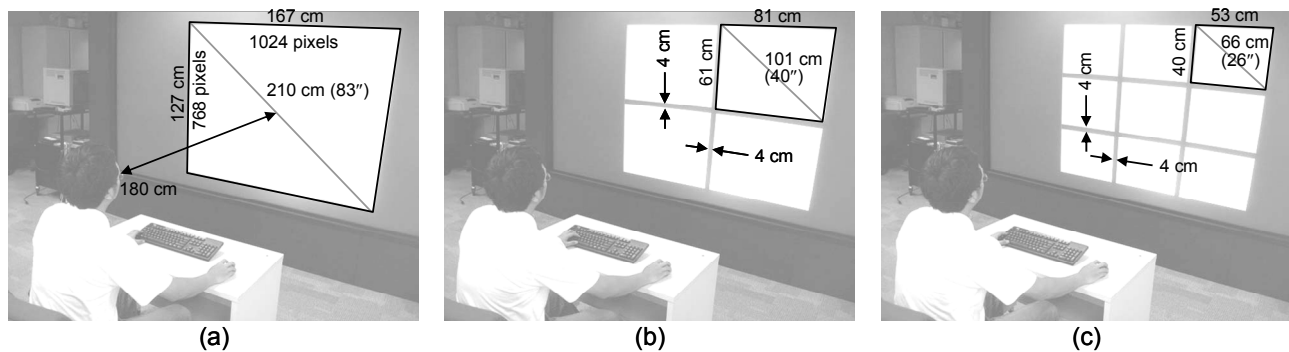 167 cm
1024 pixels
127 cm
768 pixels
210 cm (83″)
180 cm
(a)
81 cm
4 cm
61 cm
101 cm
(40″)
4 cm
(b)
53 cm
66 cm
(26″)
40 cm
4 cm
4 cm
(c)